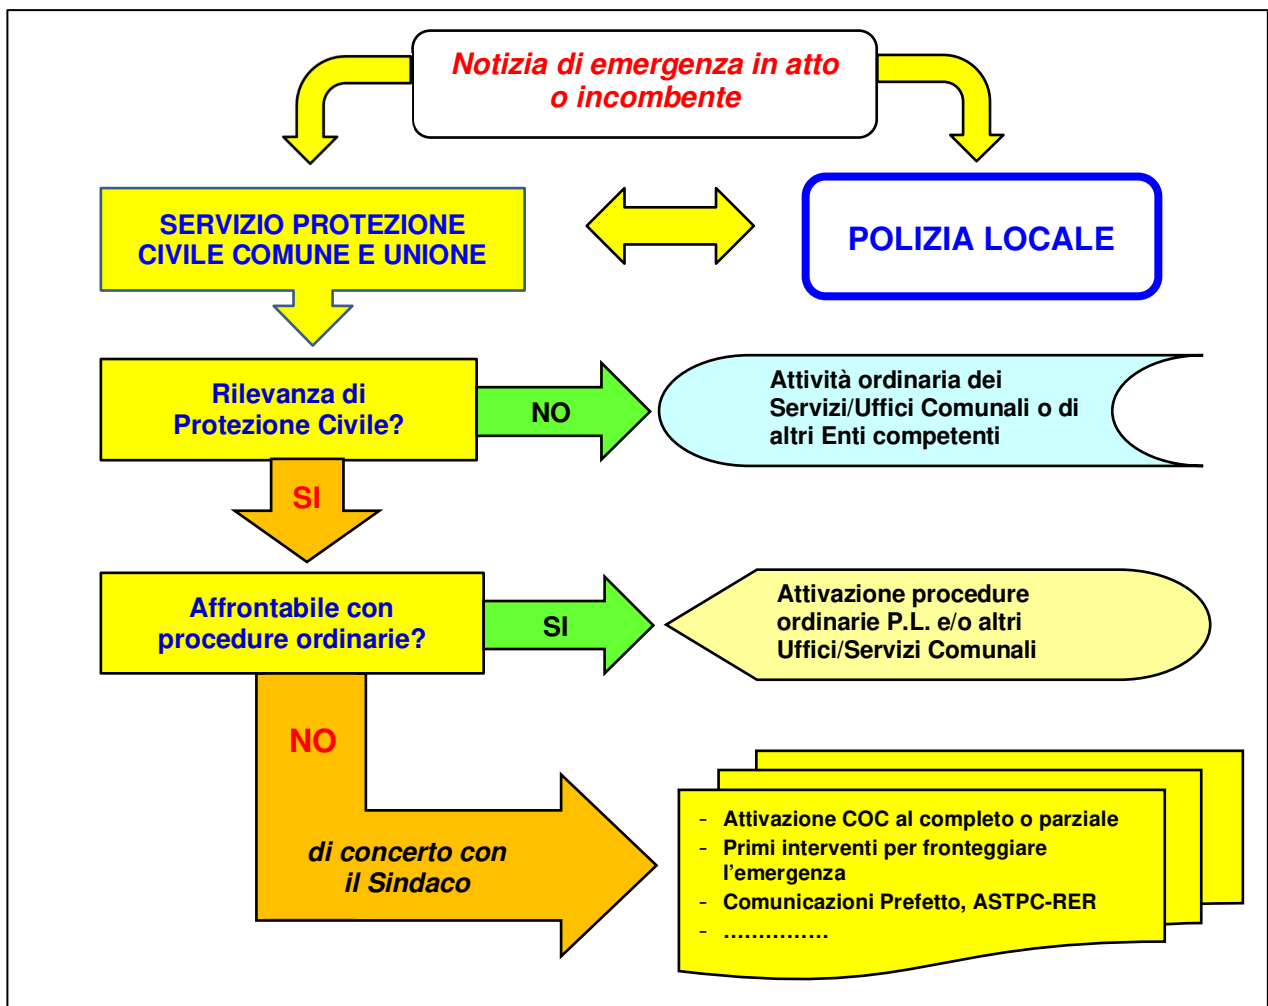 Notizia di emergenza in atto
o incombente
SERVIZIO PROTEZIONE
CIVILE COMUNE E UNIONE
POLIZIA LOCALE
Rilevanza di
Protezione Civile?
NO
Attività ordinaria dei
Servizi/Uffici Comunali o di
altri Enti competenti
SI
Affrontabile con
procedure ordinarie?
SI
Attivazione procedure
ordinarie P.L. e/o altri
Uffici/Servizi Comunali
NO
di concerto con
il Sindaco
- Attivazione COC al completo o parziale
- Primi interventi per fronteggiare
l'emergenza
- Comunicazioni Prefetto, ASTPC-RER
- ……………